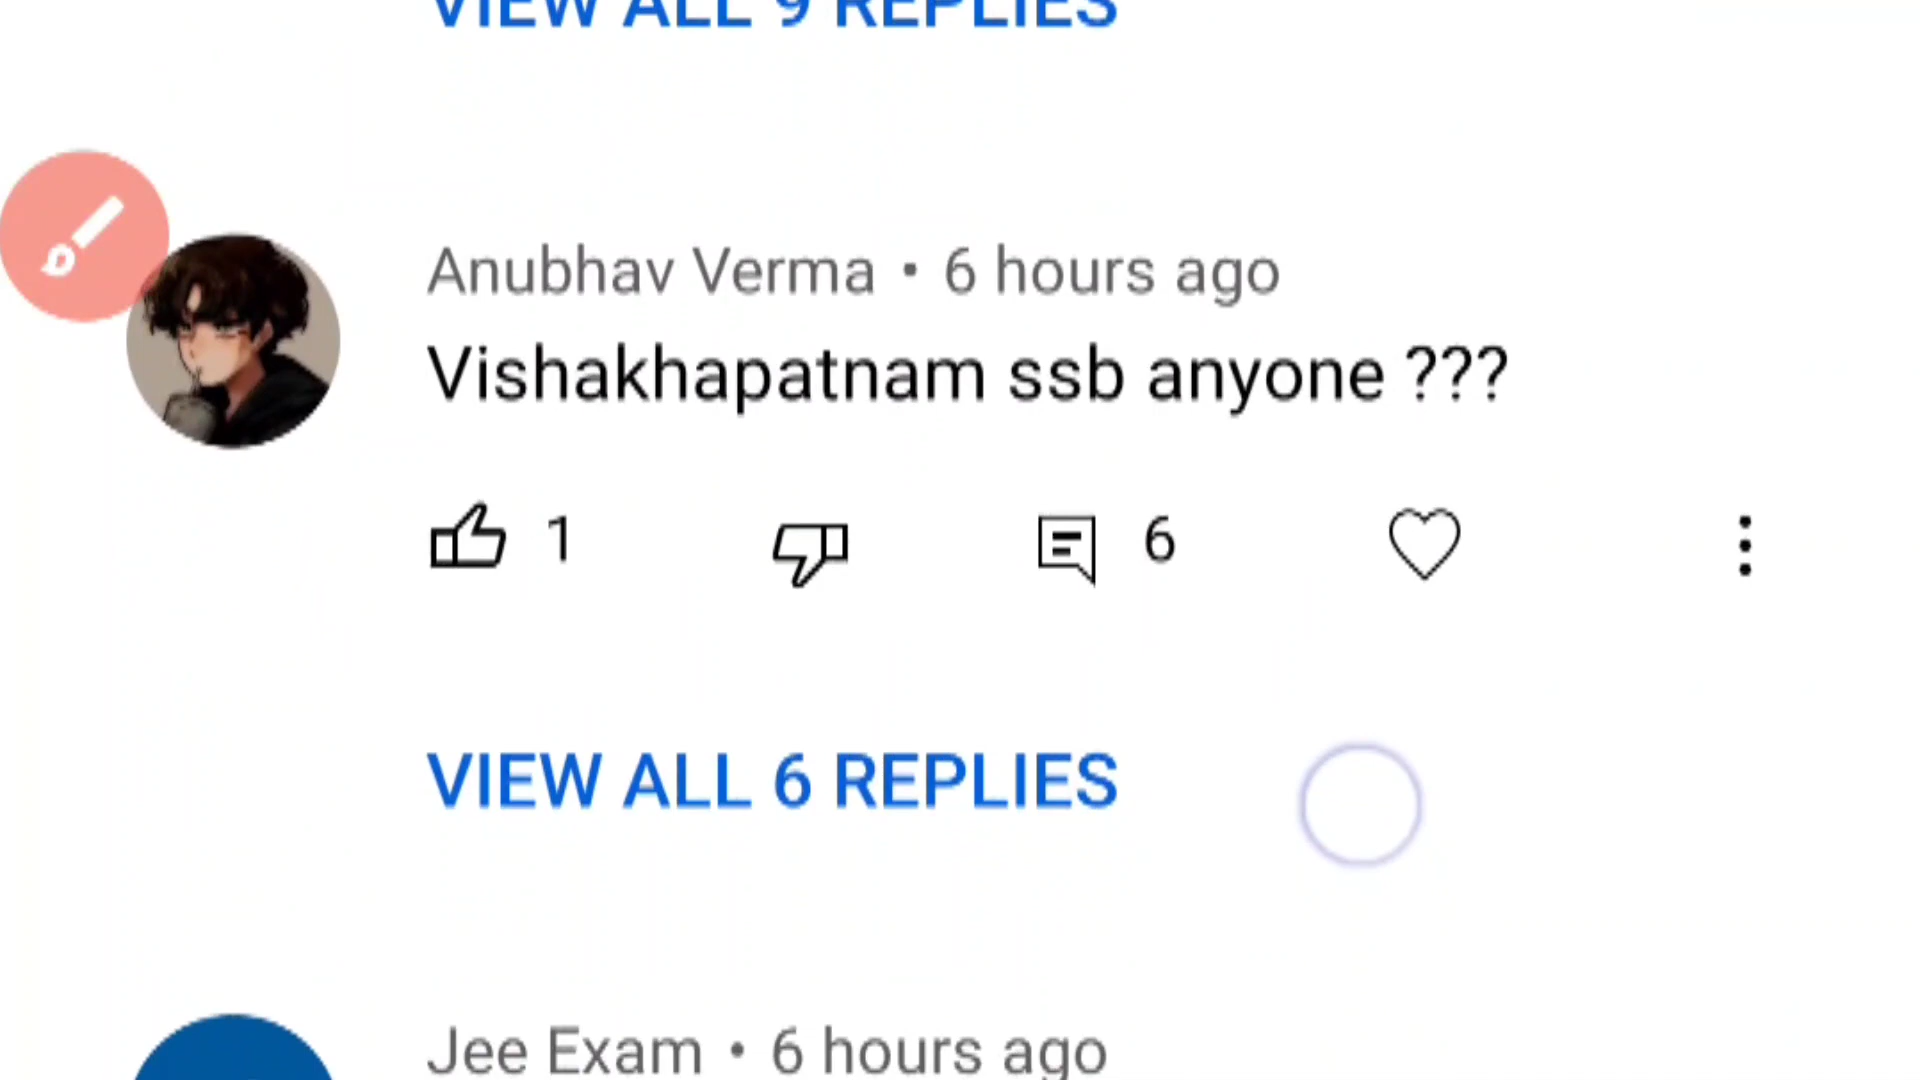 VIEW ALL 9 REPLIES
Anubhav Verma • 6 hours ago
Vishakhapatnam ssb anyone ???
1 6
VIEW ALL 6 REPLIES
Jee Exam • 6 hours ago